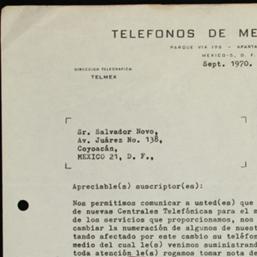 TELEFONOS DE ME
PARQUE VIA 198 - APARTA
MEXICO-5, D. F.
DIRECCION TELEGRAFICA
TELMEX
Sept. 1970.
Sr. Salvador Novo,
Av. Juárez No. 138,
Coyoacán,
MEXICO 21, D. F.,
Apreciable(s) suscriptor(es):
Nos permitimos comunicar a usted(es) que
de nuevas Centrales Telefónicas para el m
de los servicios que proporcionamos, nos
cambiar la numeración de algunos de nuest
tando afectado por este cambio su teléfon
medio del cual le(s) venimos suministrand
toda atención le(s) rogamos tomar nota de